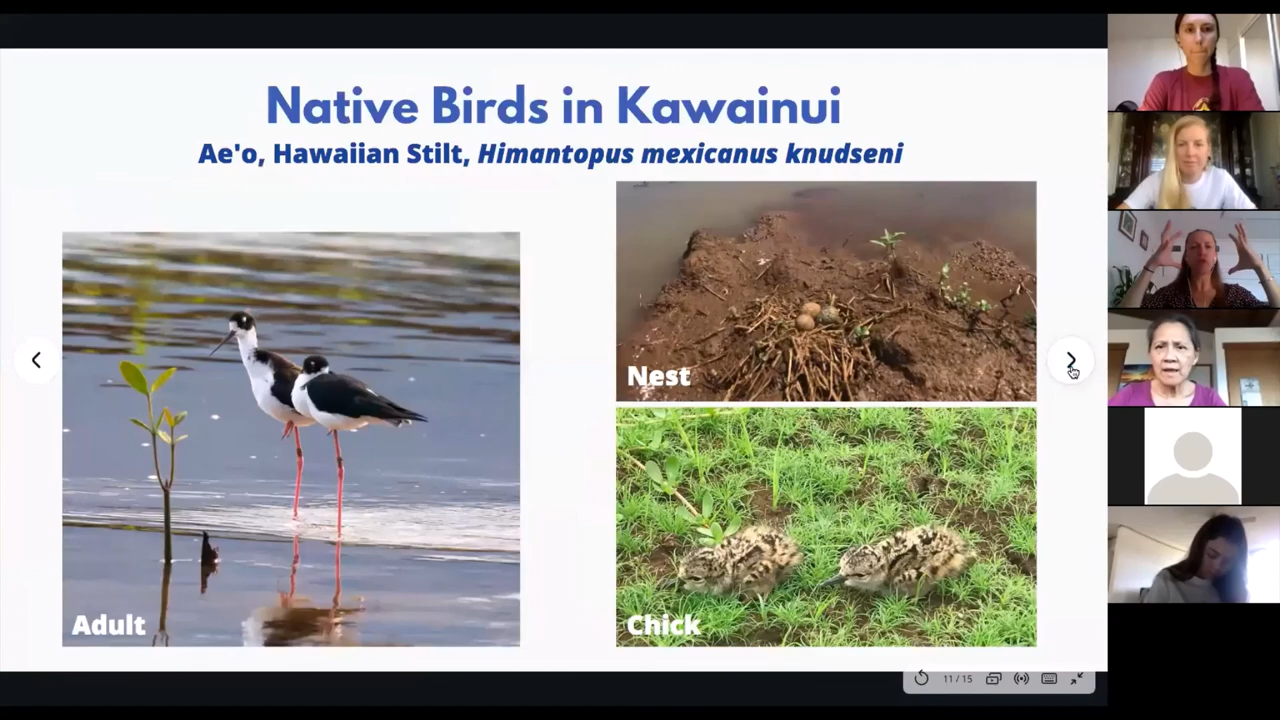 Native Birds in Kawainui
Ae'o, Hawaiian Stilt, Himantopus mexicanus knudseni
Nest
Adult
Chick
11 / 15